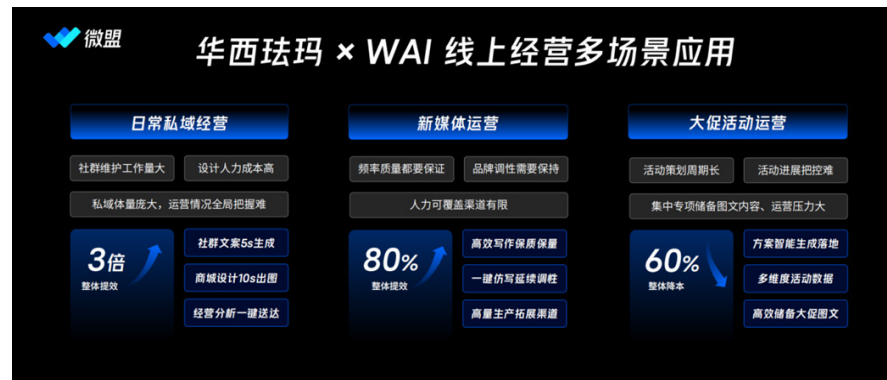 微盟
华西珐玛 × WAI 线上经营多场景应用
日常私域经营
社群维护工作量大
设计人力成本高
私域体量庞大，运营情况全局把握难
3倍
整体提效
社群文案5s生成
商城设计10s出图
经营分析一键送达
新媒体运营
频率质量都要保证
品牌调性需要保持
人力可覆盖渠道有限
80%
整体提效
高效写作保质保量
一键仿写延续调性
高量生产拓展渠道
大促活动运营
活动策划周期长
活动进展把控难
集中专项储备图文内容、运营压力大
60%
整体降本
方案智能生成落地
多维度活动数据
高效储备大促图文